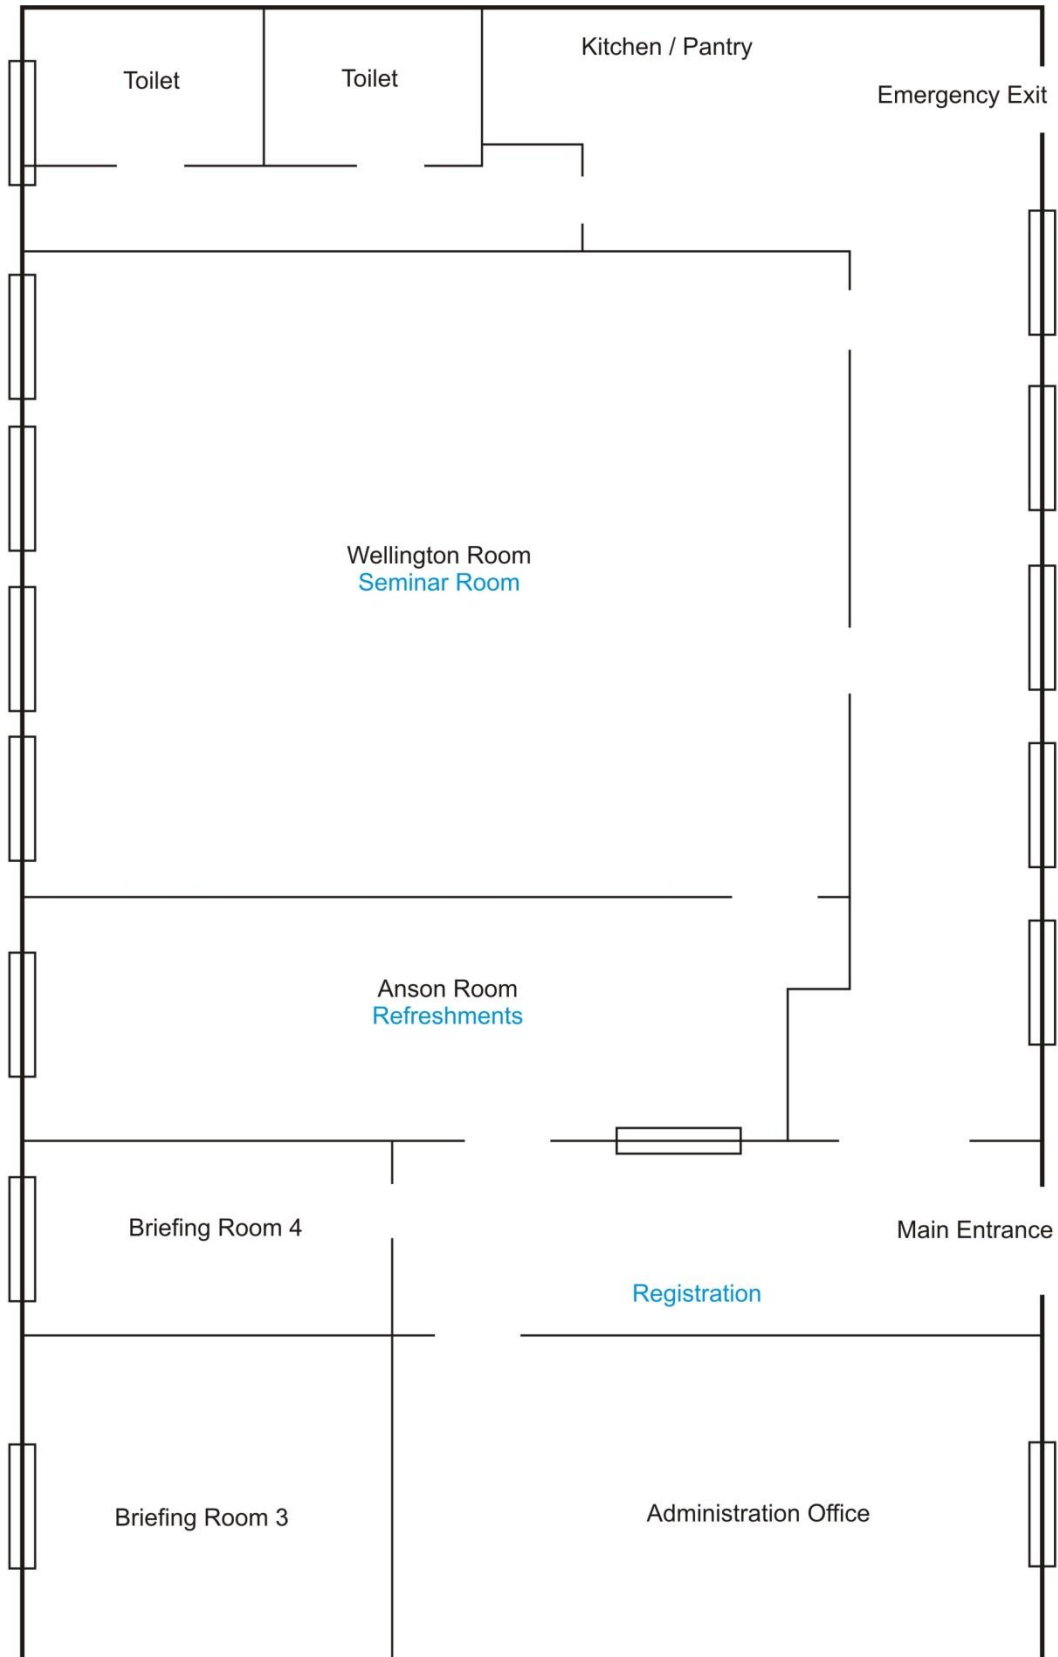 Kitchen / Pantry
Toilet
Toilet
Emergency Exit
Wellington Room
Seminar Room
Anson Room
Refreshments
Briefing Room 4
Main Entrance
Registration
Briefing Room 3
Administration Office